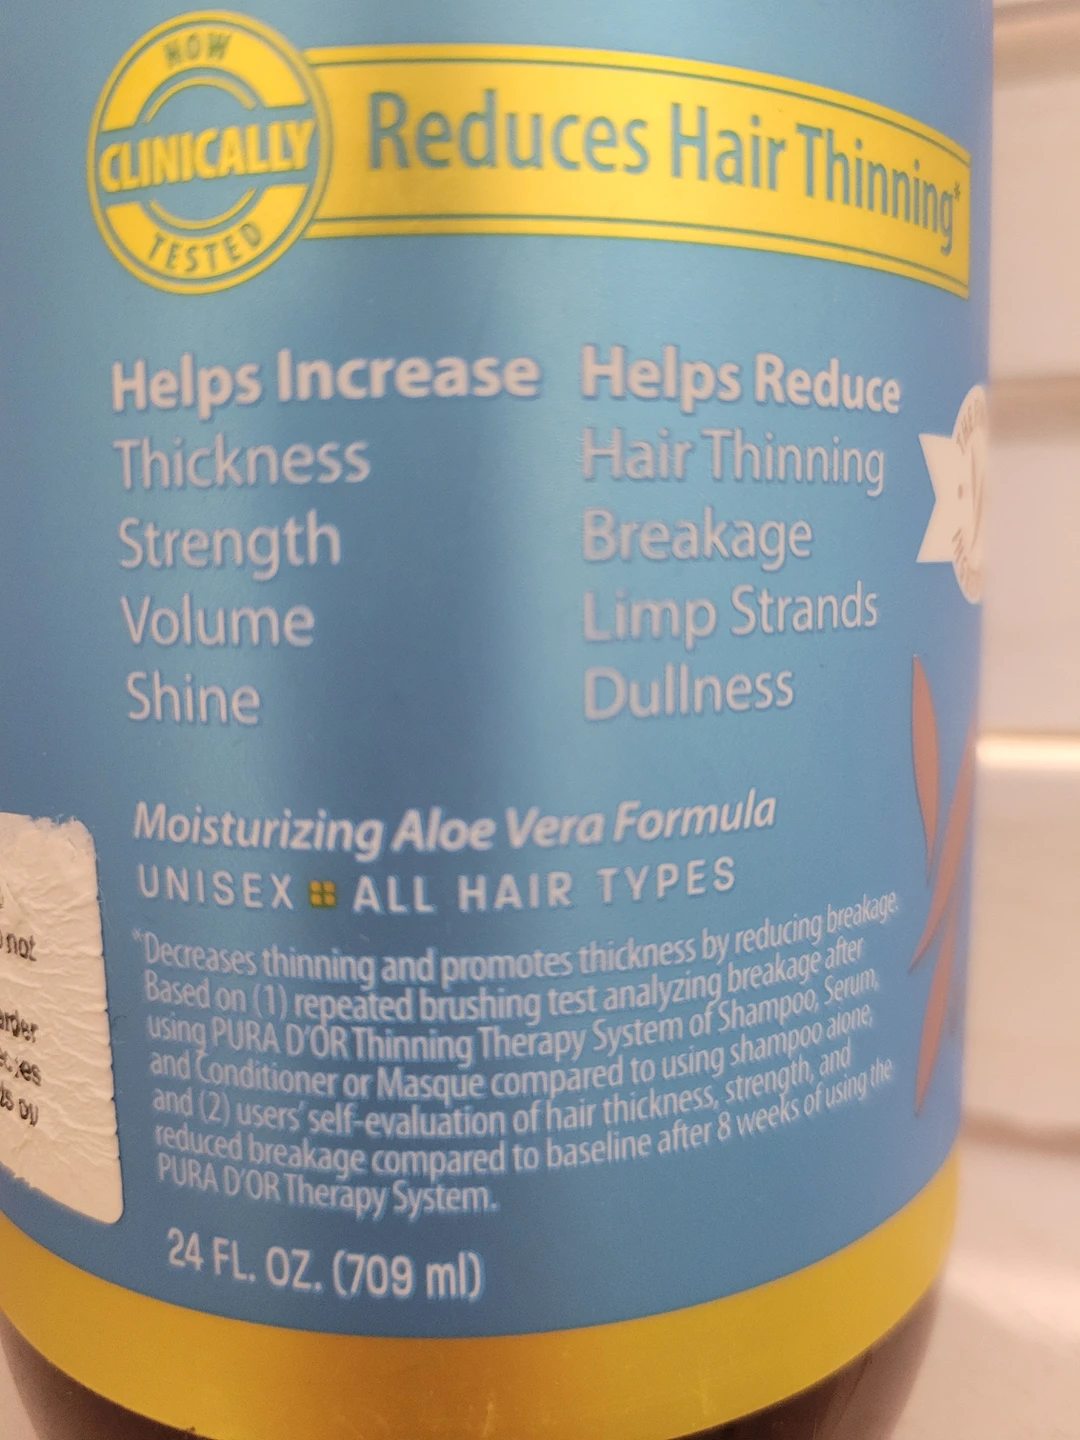 NOW
CLINICALLY
TESTED
Reduces Hair Thinning*
Helps Increase
Thickness
Strength
Volume
Shine
Helps Reduce
Hair Thinning
Breakage
Limp Strands
Dullness
Moisturizing Aloe Vera Formula
UNISEX ALL HAIR TYPES
*Decreases thinning and promotes thickness by reducing breakage.
Based on (1) repeated brushing test analyzing breakage after
using PURA D'OR Thinning Therapy System of Shampoo, Serum,
and Conditioner or Masque compared to using shampoo alone,
and (2) users' self-evaluation of hair thickness, strength, and
reduced breakage compared to baseline after 8 weeks of using the
PURA D'OR Therapy System.
24 FL. OZ. (709 ml)
not